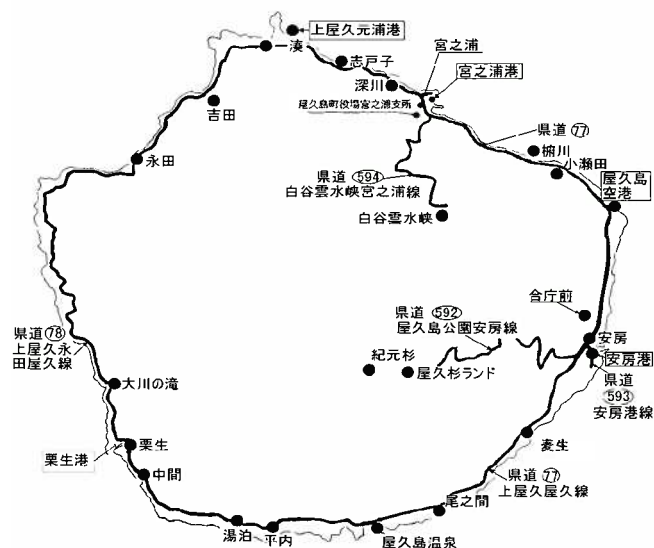 上屋久元浦港
一湊
志戸子
宮之浦
深川
宮之浦港
屋久島町役場宮之浦支所
吉田
県道 77
椨川
小瀬田
永田
県道 594
白谷雲水峡宮之浦線
屋久島
空港
白谷雲水峡
合庁前
県道 592
屋久島公園安房線
安房
県道 78
上屋久永
田屋久線
紀元杉
屋久杉ランド
安房港
県道
593
安房港線
大川の滝
麦生
栗生
栗生港
中間
県道 77
上屋久屋久線
尾之間
湯泊
平内
屋久島温泉